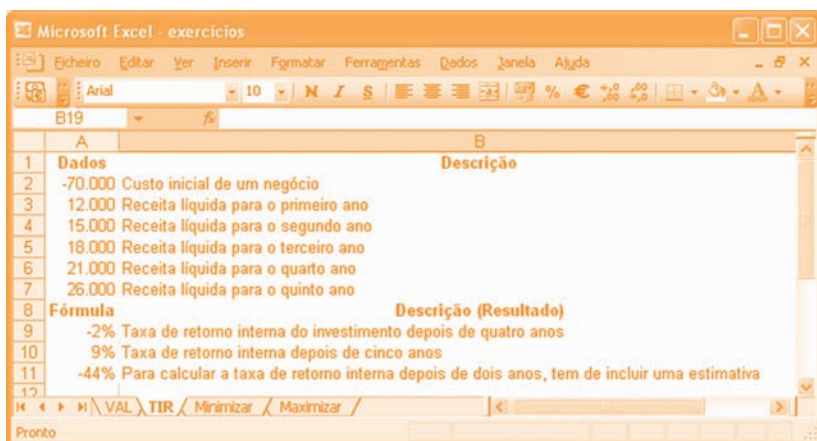 Microsoft Excel - exercicios
Ficheiro Editar Ver Inserir Formatar Ferramentas Dados Janela Ajuda
Arial 10 N I S % € A
B19 fx
A B
1 Dados Descrição
2 -70.000 Custo inicial de um negócio
3 12.000 Receita líquida para o primeiro ano
4 15.000 Receita líquida para o segundo ano
5 18.000 Receita líquida para o terceiro ano
6 21.000 Receita líquida para o quarto ano
7 26.000 Receita líquida para o quinto ano
8 Fórmula Descrição (Resultado)
9 -2% Taxa de retorno interna do investimento depois de quatro anos
10 9% Taxa de retorno interna depois de cinco anos
11 -44% Para calcular a taxa de retorno interna depois de dois anos, tem de incluir uma estimativa
12
VAL TIR Minimizar Maximizar
Pronto